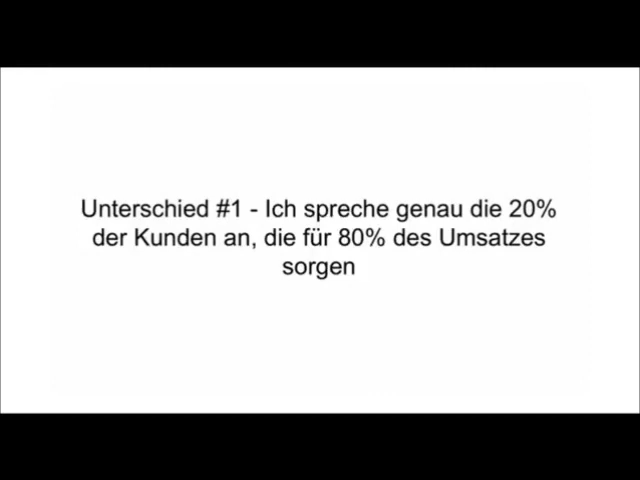 Unterschied #1 - Ich spreche genau die 20%
der Kunden an, die für 80% des Umsatzes
sorgen